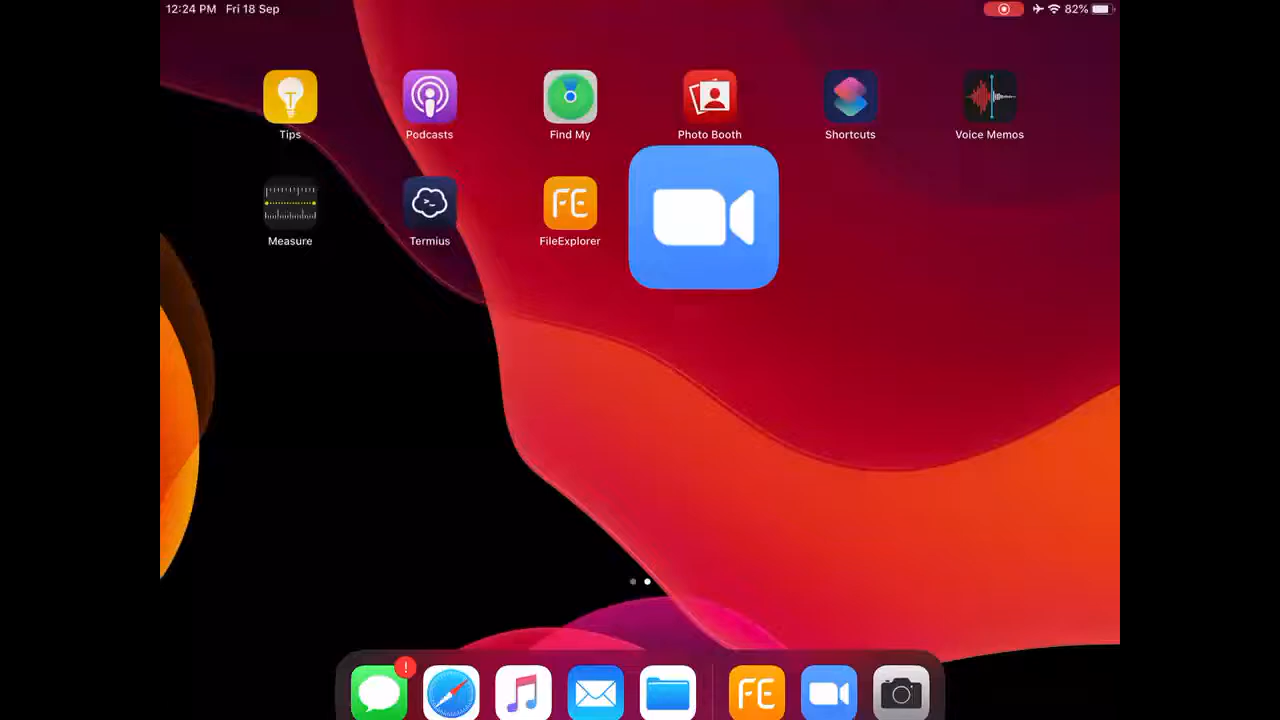 12:24 PM Fri 18 Sep 82%
Tips Podcasts Find My Photo Booth Shortcuts Voice Memos
FE
Measure Termius FileExplorer
!
FE